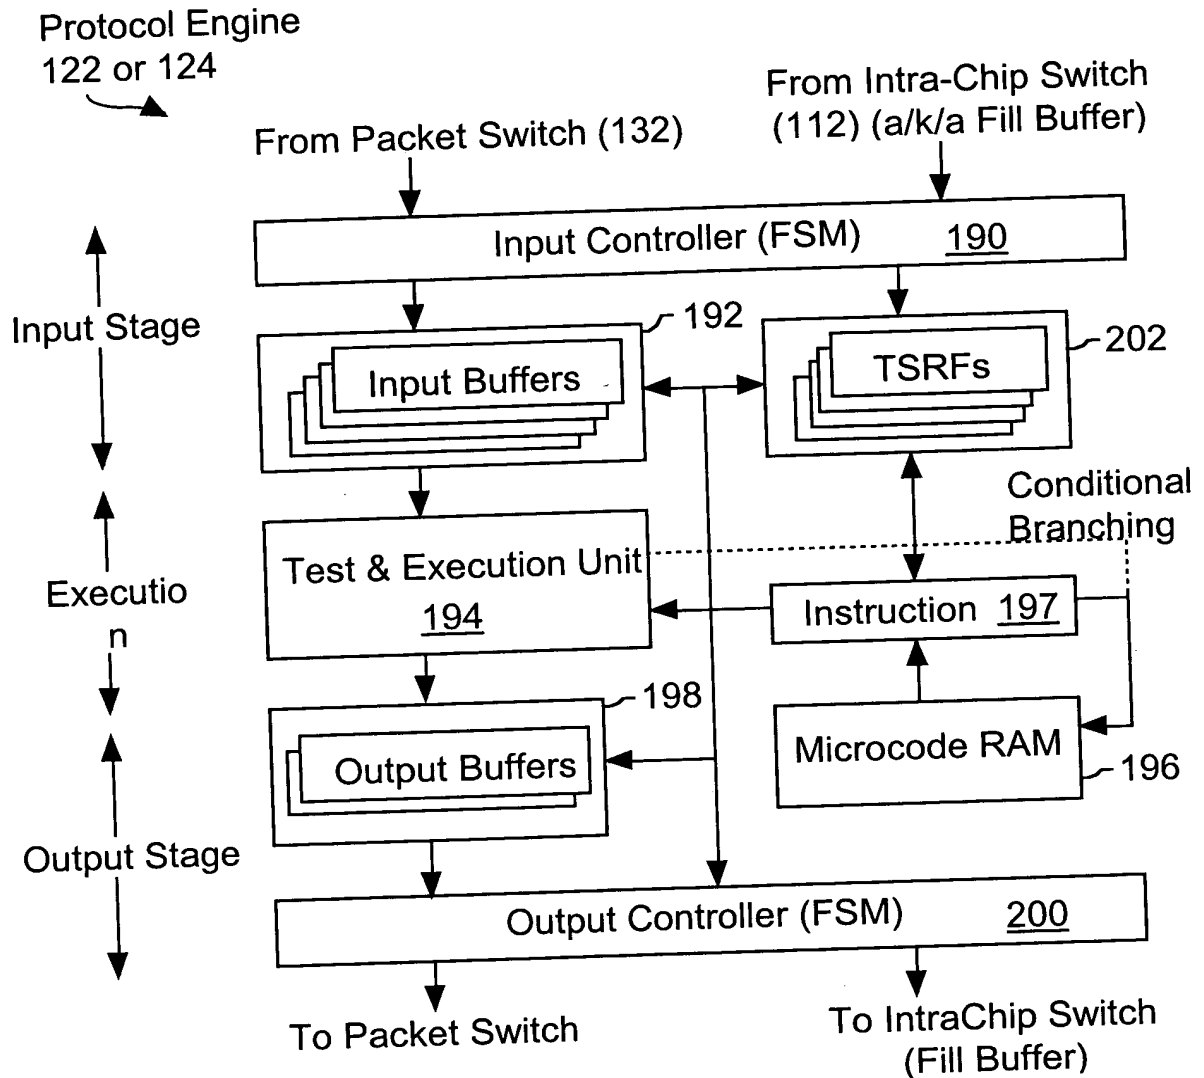 Protocol Engine
122 or 124
From Packet Switch (132)
From Intra-Chip Switch
(112) (a/k/a Fill Buffer)
Input Controller (FSM) 190
Input Stage
192
Input Buffers
TSRFs
202
Conditional
Branching
Executio
n
Test & Execution Unit
194
Instruction 197
198
Output Buffers
Microcode RAM
196
Output Stage
Output Controller (FSM) 200
To Packet Switch
To IntraChip Switch
(Fill Buffer)